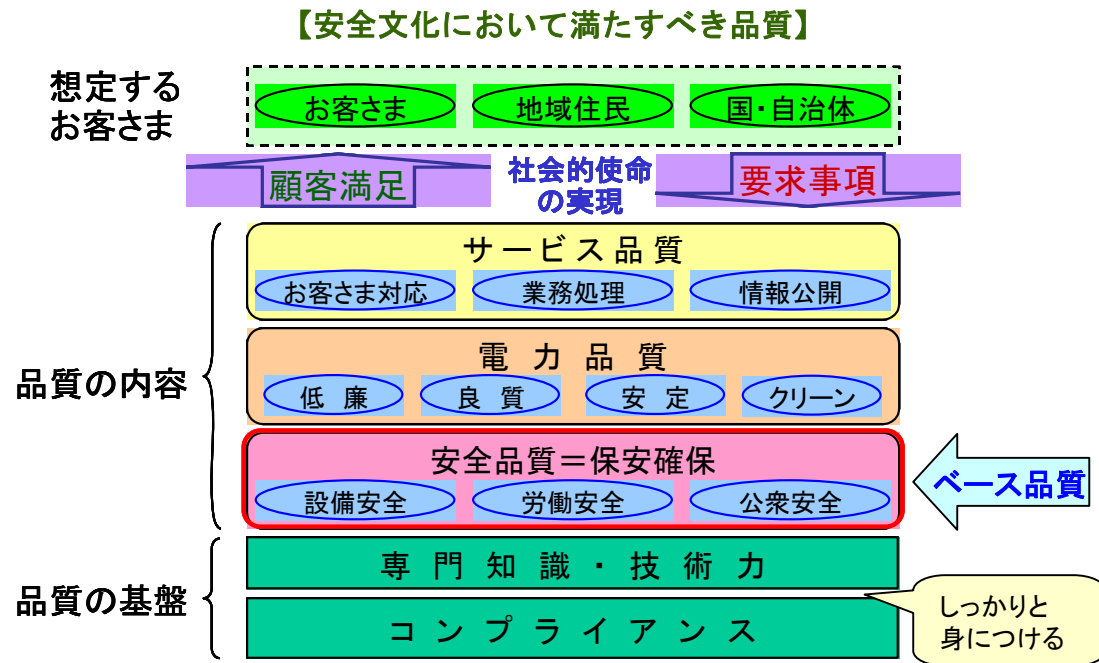 【安全文化において満たすべき品質】
想定する
お客さま
お客さま
地域住民
国・自治体
顧客満足
社会的使命
の実現
要求事項
品質の内容
サービス品質
お客さま対応
業務処理
情報公開
電力品質
低廉
良質
安定
クリーン
安全品質＝保安確保
設備安全
労働安全
公衆安全
ベース品質
品質の基盤
専門知識・技術力
コンプライアンス
しっかりと
身につける